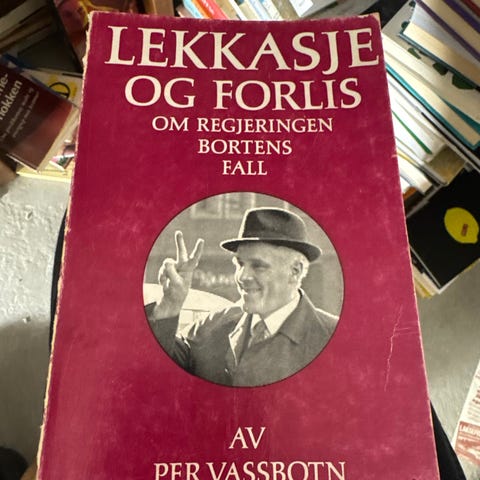 LEKKASJE
OG FORLIS
OM REGJERINGEN
BORTENS
FALL
AV
PER VASSBOTN